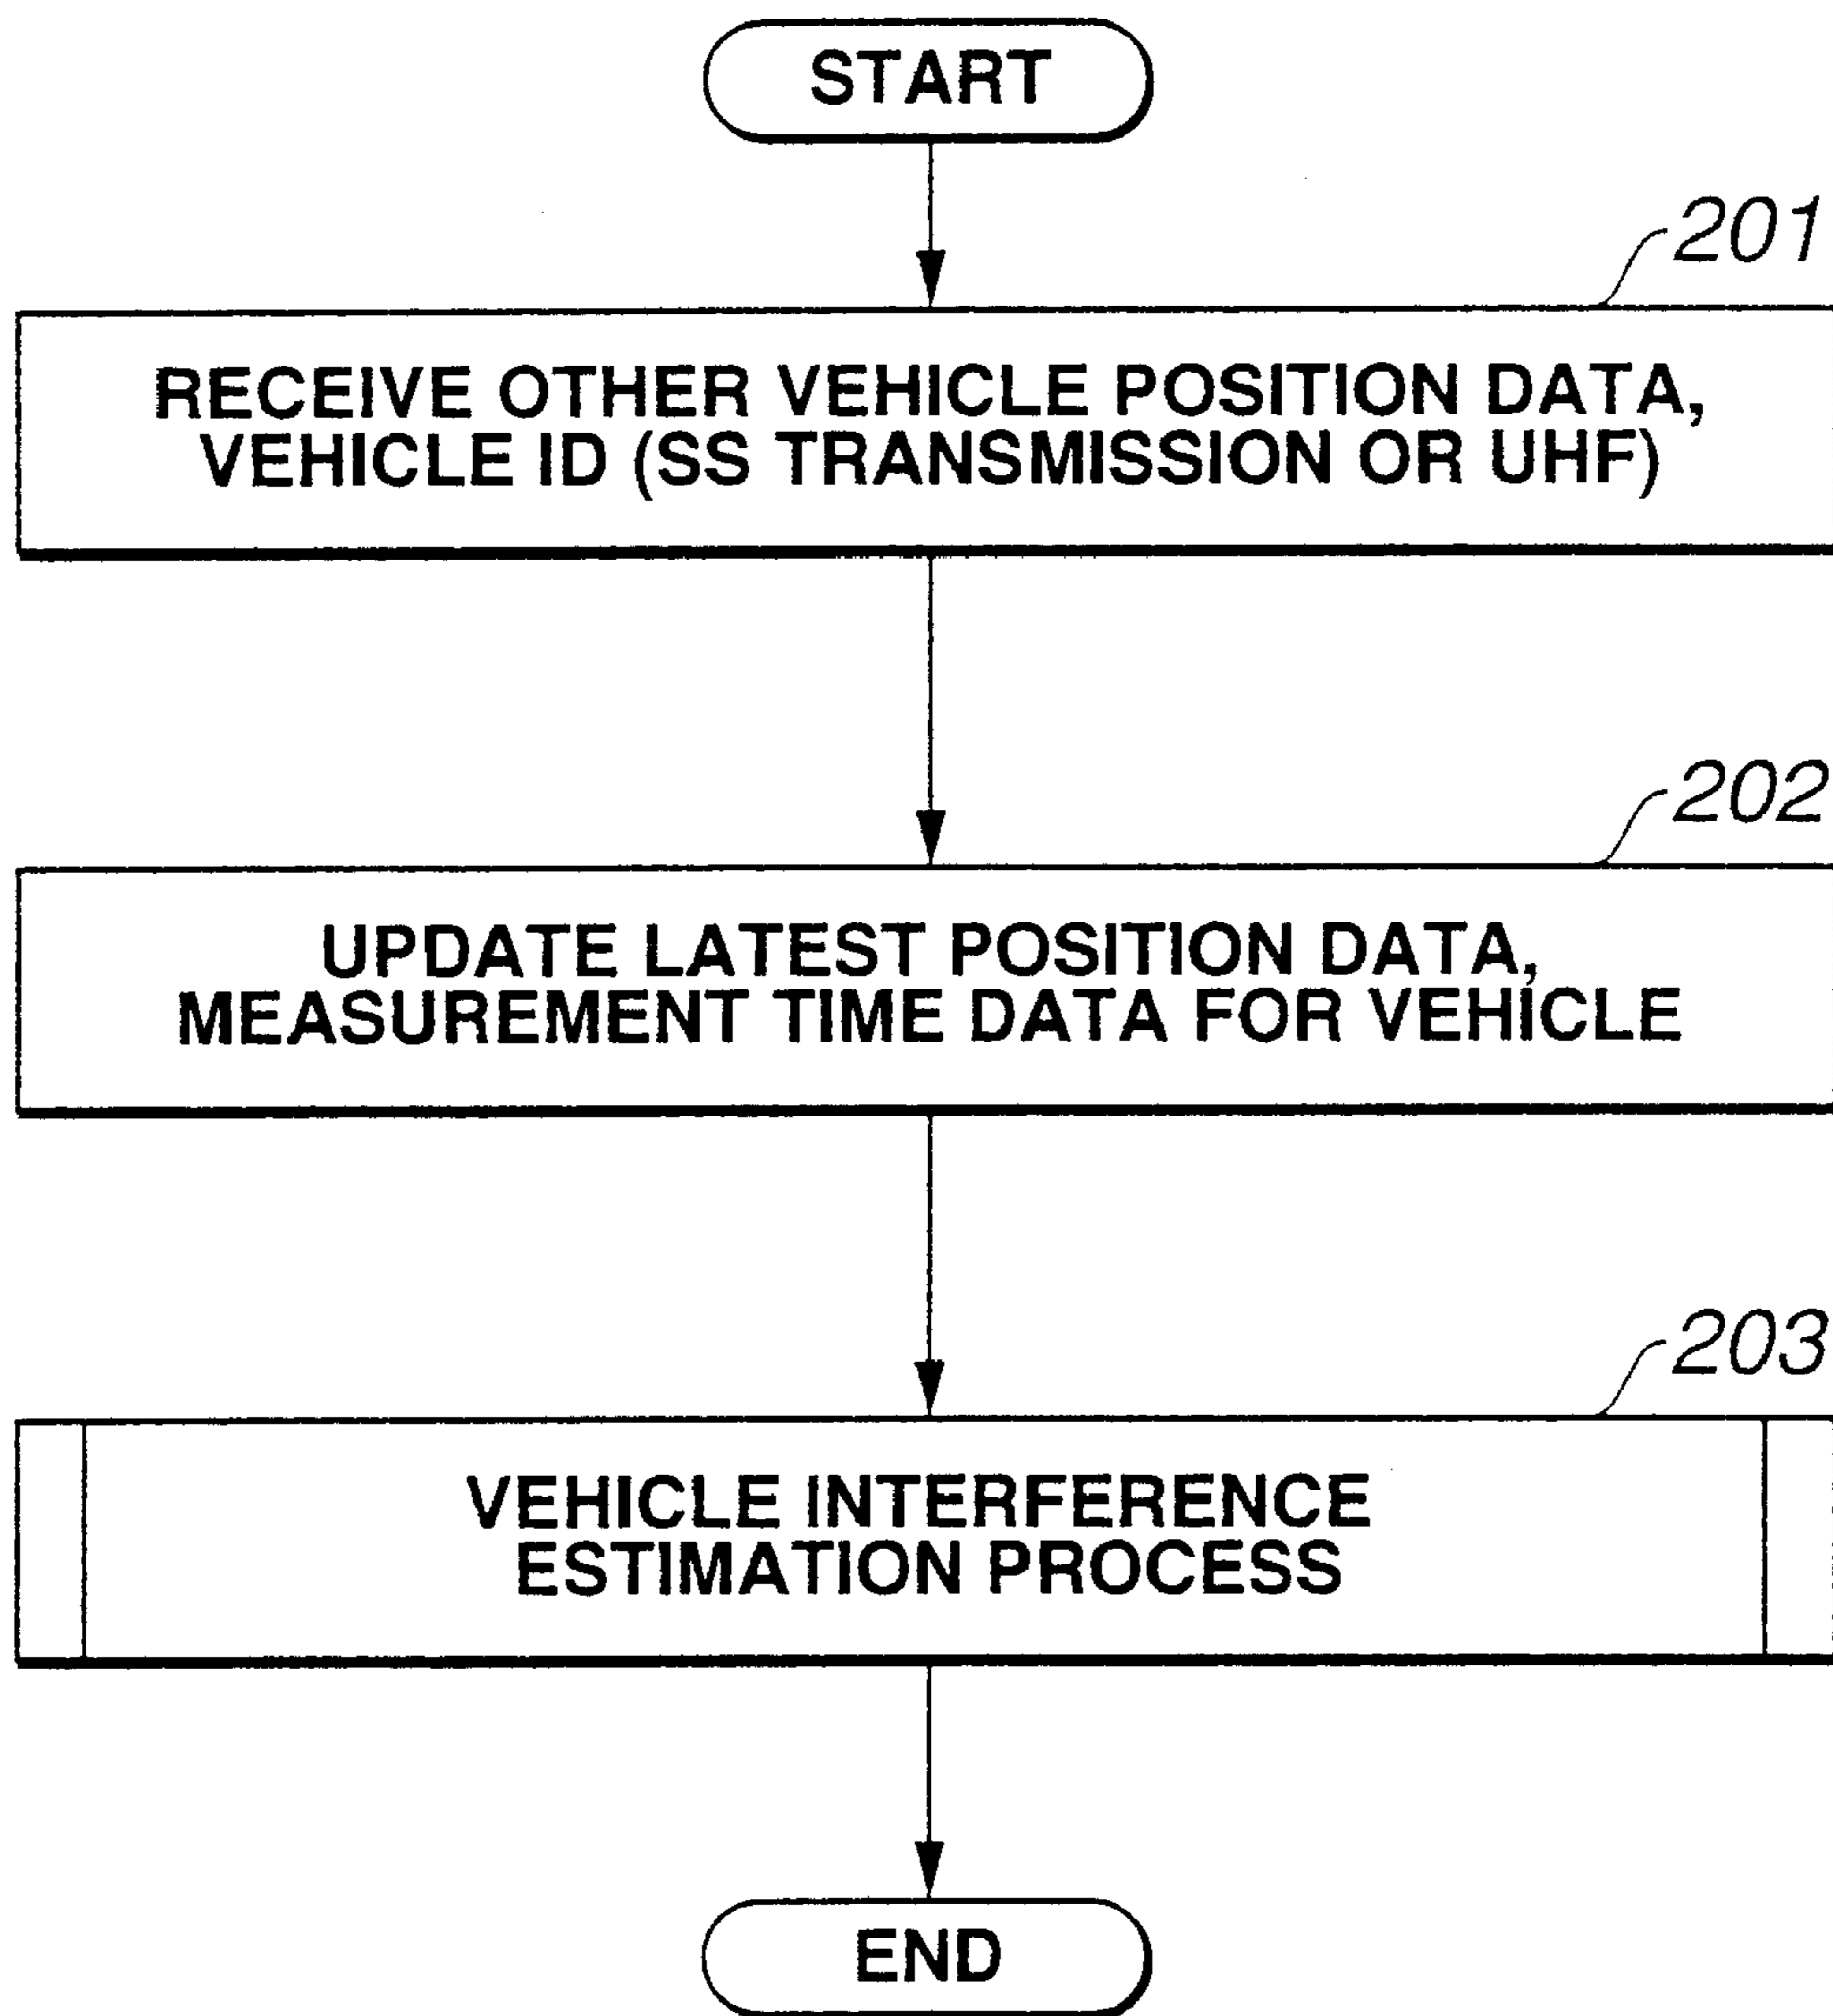 START
201
RECEIVE OTHER VEHICLE POSITION DATA,
VEHICLE ID (SS TRANSMISSION OR UHF)
202
UPDATE LATEST POSITION DATA,
MEASUREMENT TIME DATA FOR VEHICLE
203
VEHICLE INTERFERENCE
ESTIMATION PROCESS
END